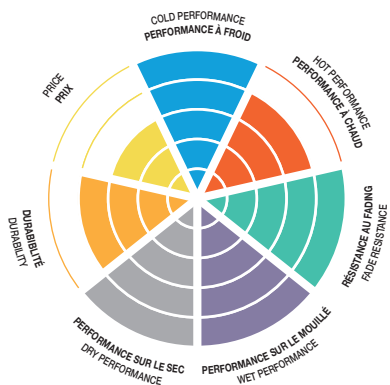 COLD PERFORMANCE
PERFORMANCE À FROID
HOT PERFORMANCE
PERFORMANCE À CHAUD
RÉSISTANCE AU FADING
FADE RESISTANCE
PERFORMANCE SUR LE MOUILLÉ
WET PERFORMANCE
PERFORMANCE SUR LE SEC
DRY PERFORMANCE
DURABIBLITÉ
DURABILITY
PRICE
PRIX